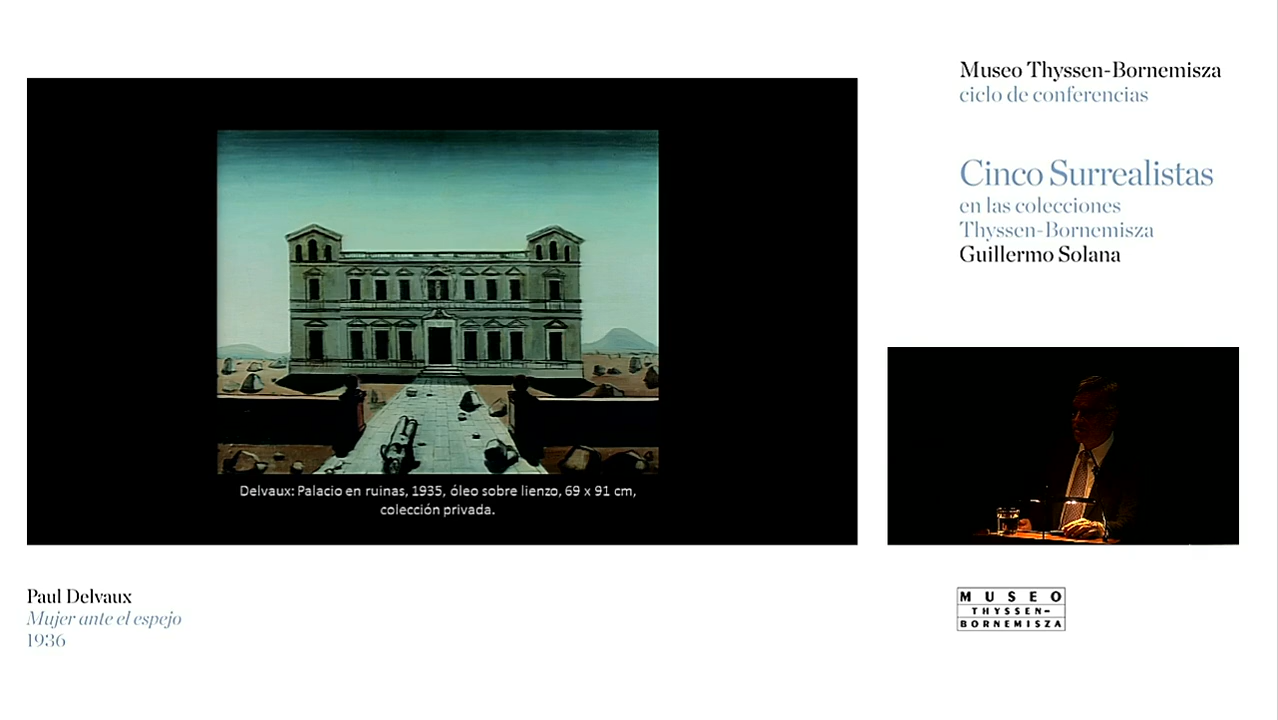 Museo Thyssen-Bornemisza
ciclo de conferencias
Cinco Surrealistas
en las colecciones
Thyssen-Bornemisza
Guillermo Solana
Delvaux: Palacio en ruinas, 1935, óleo sobre lienzo, 69 x 91 cm,
colección privada.
Paul Delvaux
Mujer ante el espejo
1936
MUSEO
THYSSEN-
BORNEMISZA